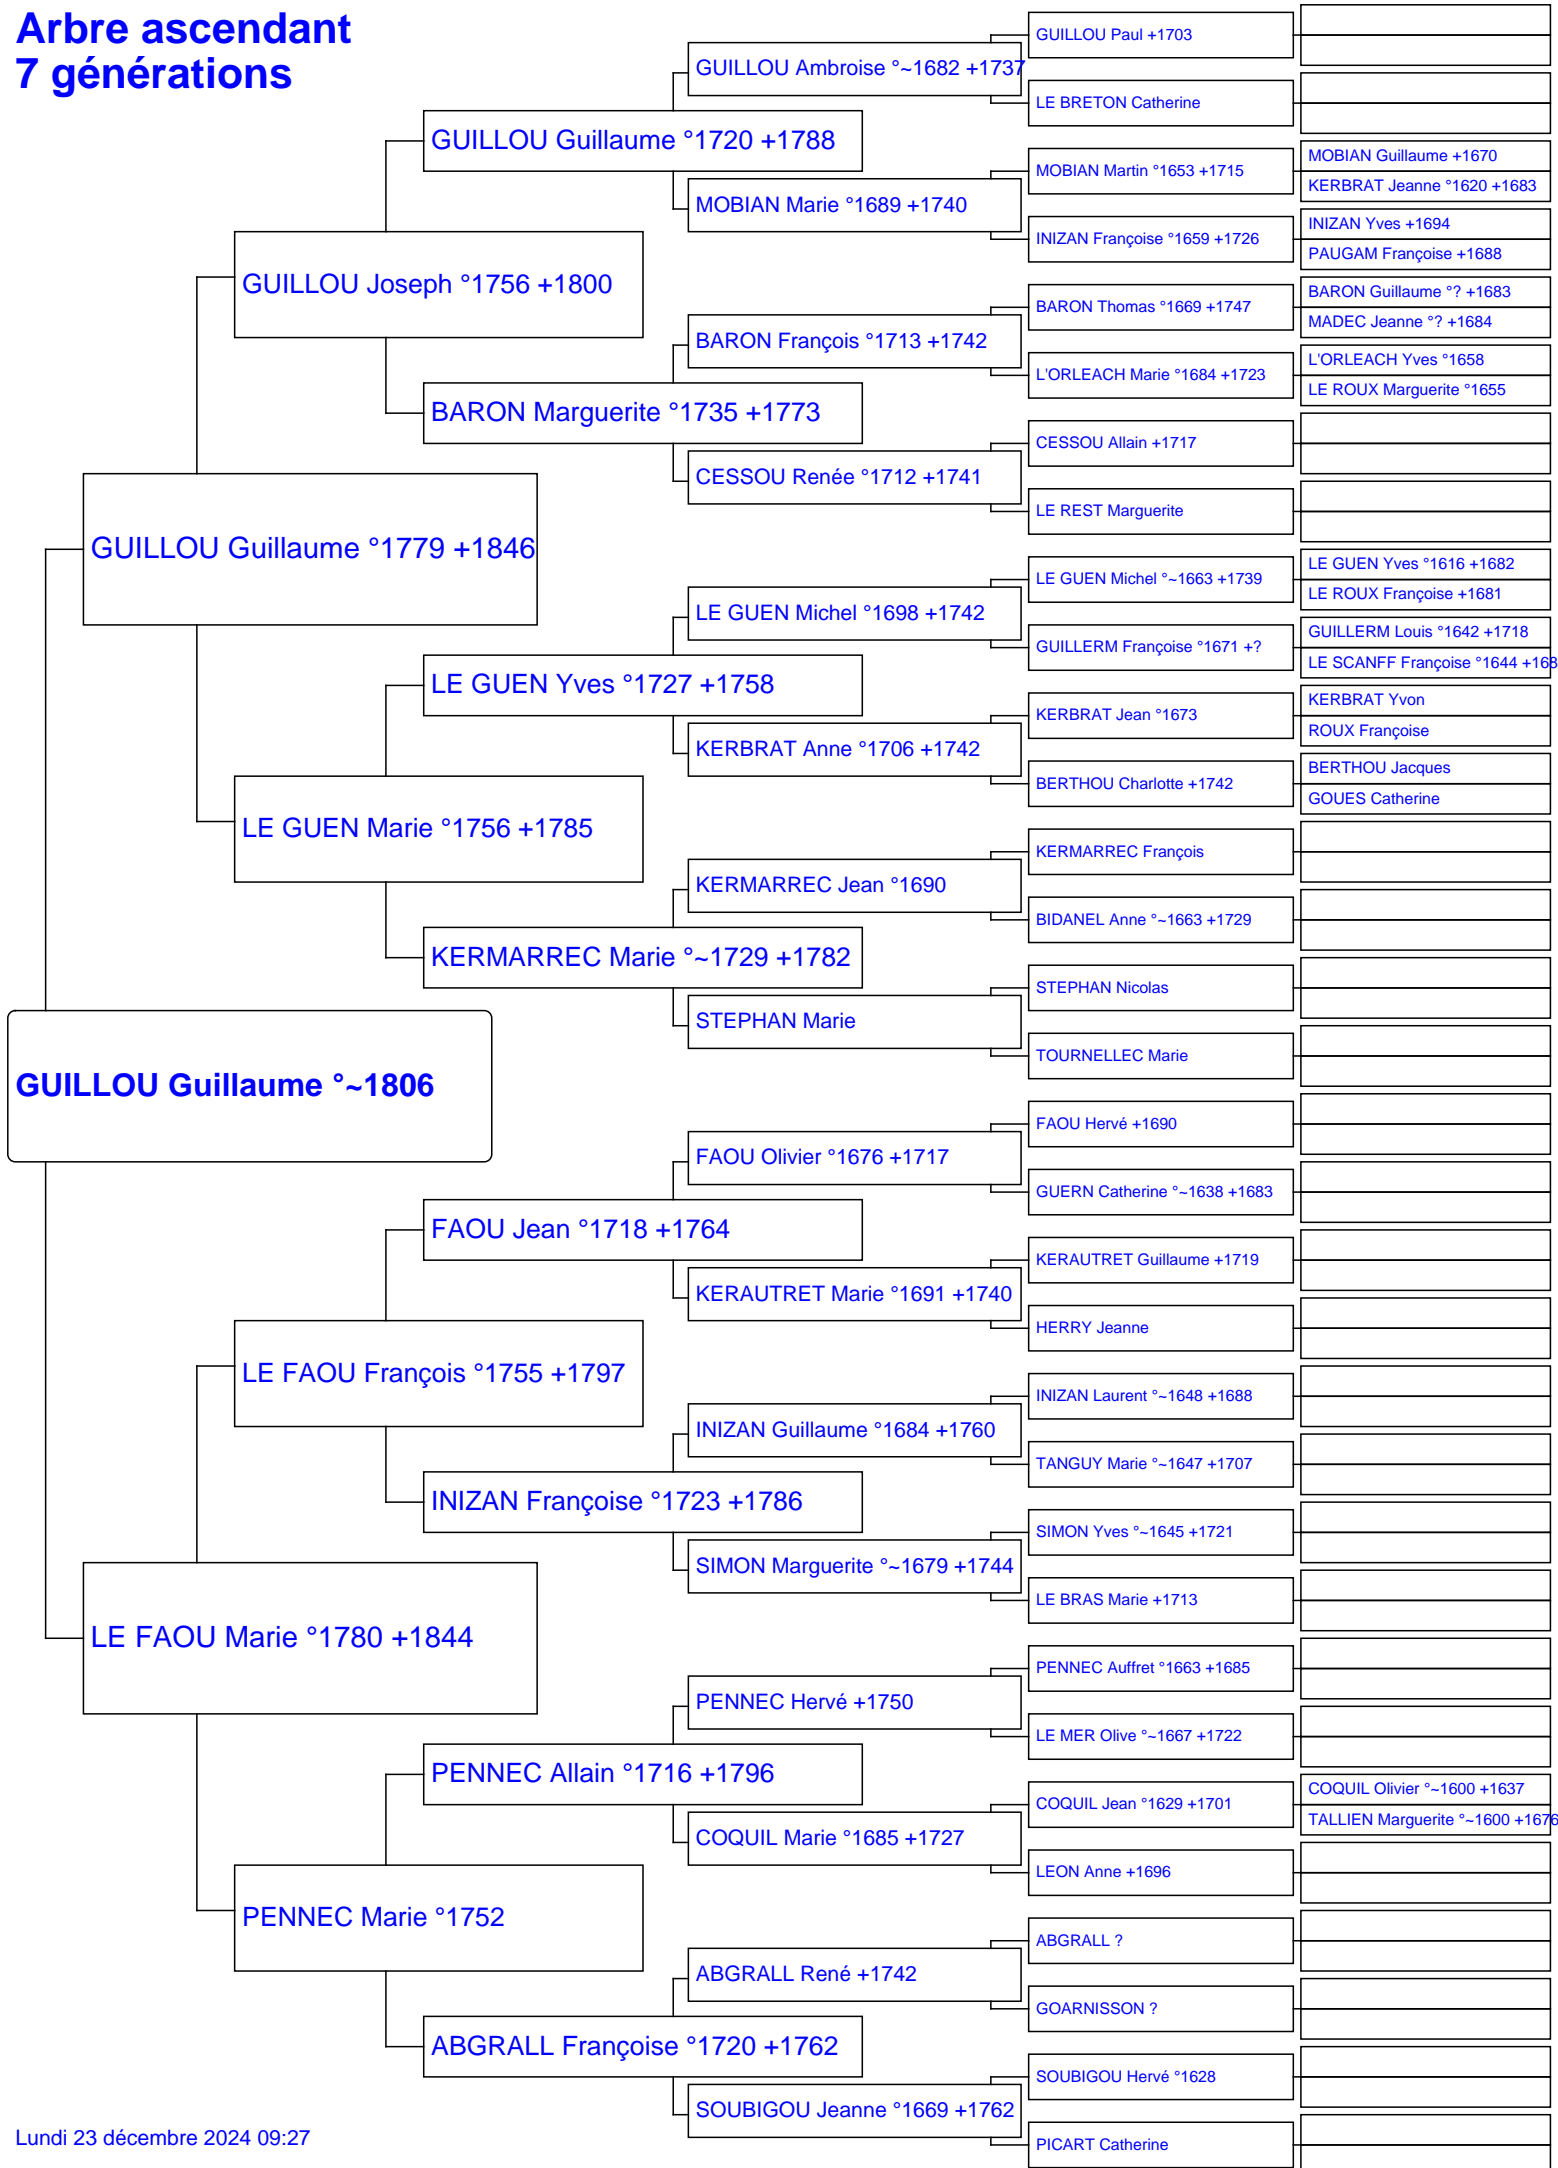 Arbre ascendant
7 générations
GUILLOU Paul +1703
GUILLOU Ambroise °~1682 +1737
LE BRETON Catherine
GUILLOU Guillaume °1720 +1788
MOBIAN Guillaume +1670
MOBIAN Martin °1653 +1715
KERBRAT Jeanne °1620 +1683
MOBIAN Marie °1689 +1740
INIZAN Yves +1694
INIZAN Françoise °1659 +1726
PAUGAM Françoise +1688
GUILLOU Joseph °1756 +1800
BARON Guillaume °? +1683
BARON Thomas °1669 +1747
MADEC Jeanne °? +1684
BARON François °1713 +1742
L'ORLEACH Yves °1658
L'ORLEACH Marie °1684 +1723
LE ROUX Marguerite °1655
BARON Marguerite °1735 +1773
CESSOU Allain +1717
CESSOU Renée °1712 +1741
LE REST Marguerite
GUILLOU Guillaume °1779 +1846
LE GUEN Yves °1616 +1682
LE GUEN Michel °~1663 +1739
LE ROUX Françoise +1681
LE GUEN Michel °1698 +1742
GUILLERM Louis °1642 +1718
GUILLERM Françoise °1671 +?
LE SCANFF Françoise °1644 +168
LE GUEN Yves °1727 +1758
KERBRAT Yvon
KERBRAT Jean °1673
ROUX Françoise
KERBRAT Anne °1706 +1742
BERTHOU Jacques
BERTHOU Charlotte +1742
GOUES Catherine
LE GUEN Marie °1756 +1785
KERMARREC François
KERMARREC Jean °1690
BIDANEL Anne °~1663 +1729
KERMARREC Marie °~1729 +1782
STEPHAN Nicolas
STEPHAN Marie
TOURNELLEC Marie
GUILLOU Guillaume °~1806
FAOU Hervé +1690
FAOU Olivier °1676 +1717
GUERN Catherine °~1638 +1683
FAOU Jean °1718 +1764
KERAUTRET Guillaume +1719
KERAUTRET Marie °1691 +1740
HERRY Jeanne
LE FAOU François °1755 +1797
INIZAN Laurent °~1648 +1688
INIZAN Guillaume °1684 +1760
TANGUY Marie °~1647 +1707
INIZAN Françoise °1723 +1786
SIMON Yves °~1645 +1721
SIMON Marguerite °~1679 +1744
LE BRAS Marie +1713
LE FAOU Marie °1780 +1844
PENNEC Auffret °1663 +1685
PENNEC Hervé +1750
LE MER Olive °~1667 +1722
PENNEC Allain °1716 +1796
COQUIL Olivier °~1600 +1637
COQUIL Jean °1629 +1701
TALLIEN Marguerite °~1600 +1676
COQUIL Marie °1685 +1727
LEON Anne +1696
PENNEC Marie °1752
ABGRALL ?
ABGRALL René +1742
GOARNISSON ?
ABGRALL Françoise °1720 +1762
SOUBIGOU Hervé °1628
SOUBIGOU Jeanne °1669 +1762
PICART Catherine
Lundi 23 décembre 2024 09:27